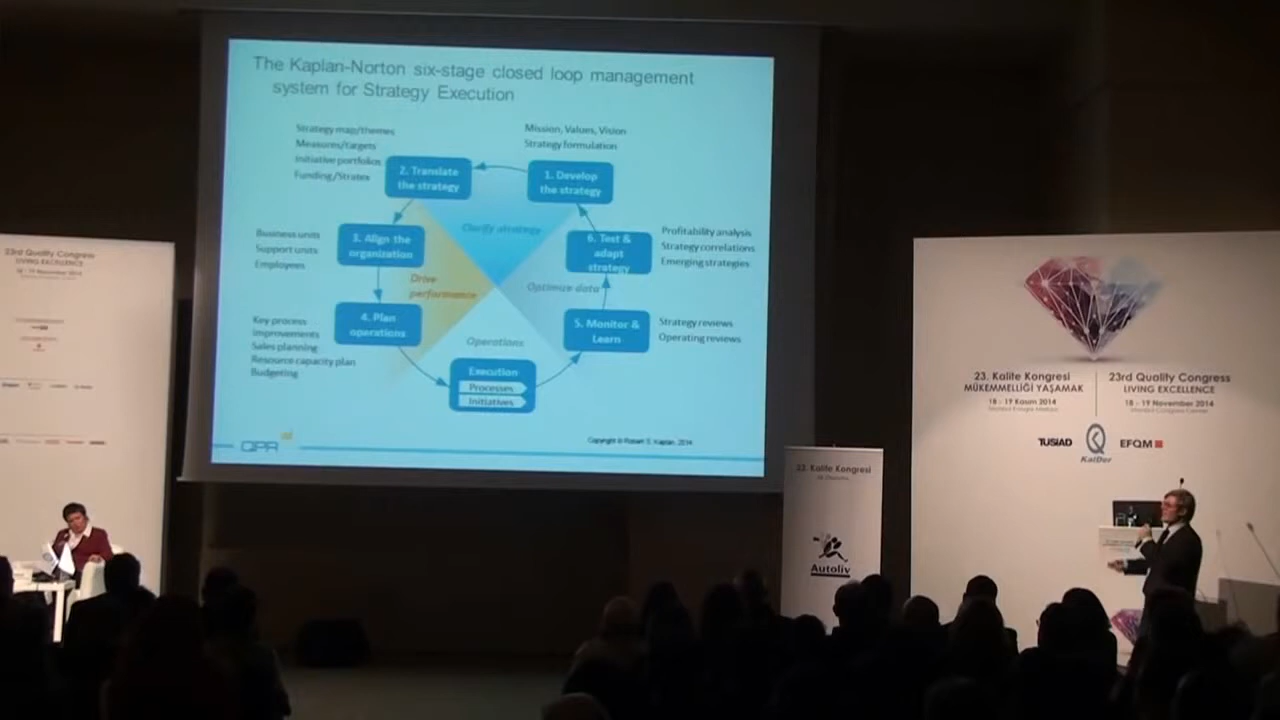 The Kaplan-Norton six-stage closed loop management
system for Strategy Execution
Strategy map/themes
Measures/targets
Initiative portfolios
Funding/Stratex
Mission, Values, Vision
Strategy formulation
2. Translate
the strategy
1. Develop
the strategy
Business units
Support units
Employees
3. Align the
organization
Clarify strategy
6. Test &
adapt
strategy
Profitability analysis
Strategy correlations
Emerging strategies
Drive
performance
Optimize data
Key process
improvements
Sales planning
Resource capacity plan
Budgeting
4. Plan
operations
Operations
5. Monitor &
Learn
Strategy reviews
Operating reviews
Execution
Processes
Initiatives
QPR
Copyright © Robert S. Kaplan, 2014
23rd Quality Congress
LIVING EXCELLENCE
18 - 19 November 2014
23. Kalite Kongresi
Autoliv
23. Kalite Kongresi
MÜKEMMELLİĞİ YAŞAMAK
18 - 19 Kasım 2014
23rd Quality Congress
LIVING EXCELLENCE
18 - 19 November 2014
TUSİAD
KalDer
EFQM